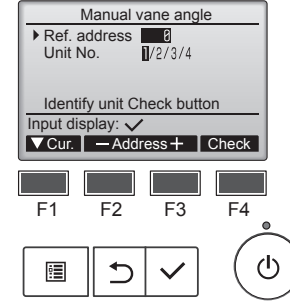 Manual vane angle
Ref. address 0
Unit No. 1/2/3/4
Identify unit Check button
Input display: ✓
▼Cur. −Address+ Check
F1 F2 F3 F4